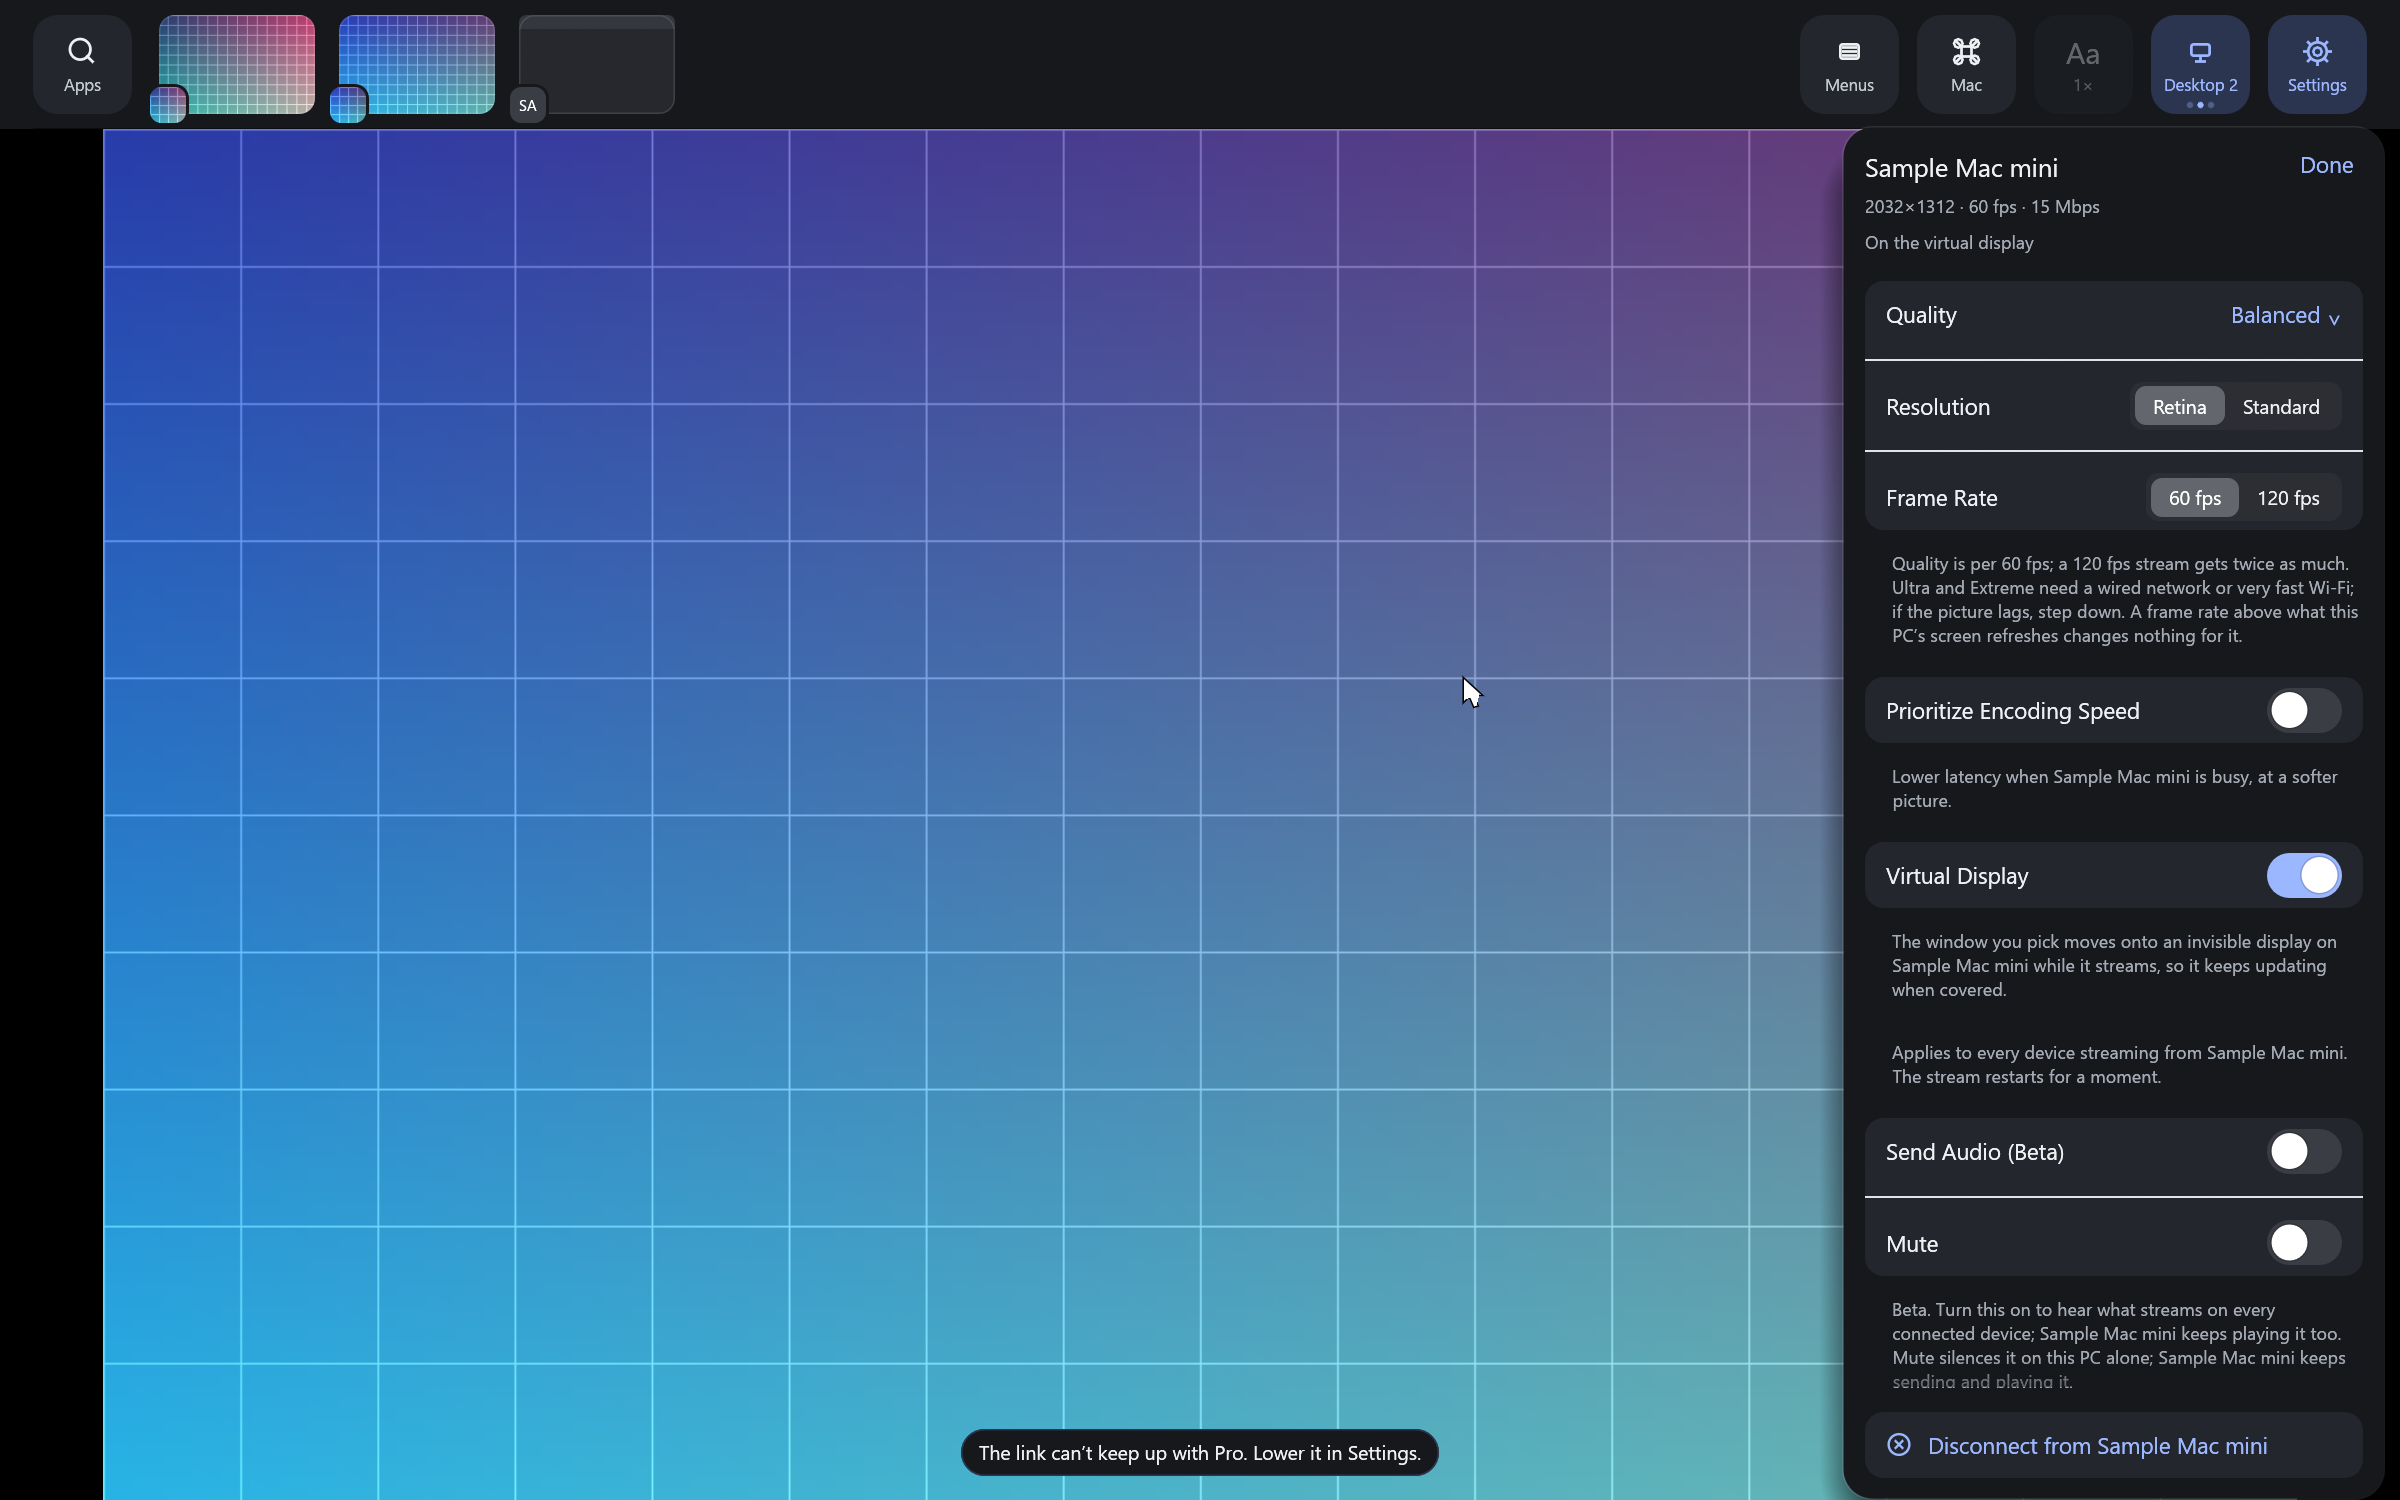 Apps
SA
Menus
Mac
Aa
1×
Desktop 2
Settings
Sample Mac mini
Done
2032×1312 · 60 fps · 15 Mbps
On the virtual display
Quality
Balanced
Resolution
Retina
Standard
Frame Rate
60 fps
120 fps
Quality is per 60 fps; a 120 fps stream gets twice as much.
Ultra and Extreme need a wired network or very fast Wi-Fi;
if the picture lags, step down. A frame rate above what this
PC’s screen refreshes changes nothing for it.
Prioritize Encoding Speed
Lower latency when Sample Mac mini is busy, at a softer
picture.
Virtual Display
The window you pick moves onto an invisible display on
Sample Mac mini while it streams, so it keeps updating
when covered.
Applies to every device streaming from Sample Mac mini.
The stream restarts for a moment.
Send Audio (Beta)
Mute
Beta. Turn this on to hear what streams on every
connected device; Sample Mac mini keeps playing it too.
Mute silences it on this PC alone; Sample Mac mini keeps
sending and playing it.
Disconnect from Sample Mac mini
The link can’t keep up with Pro. Lower it in Settings.